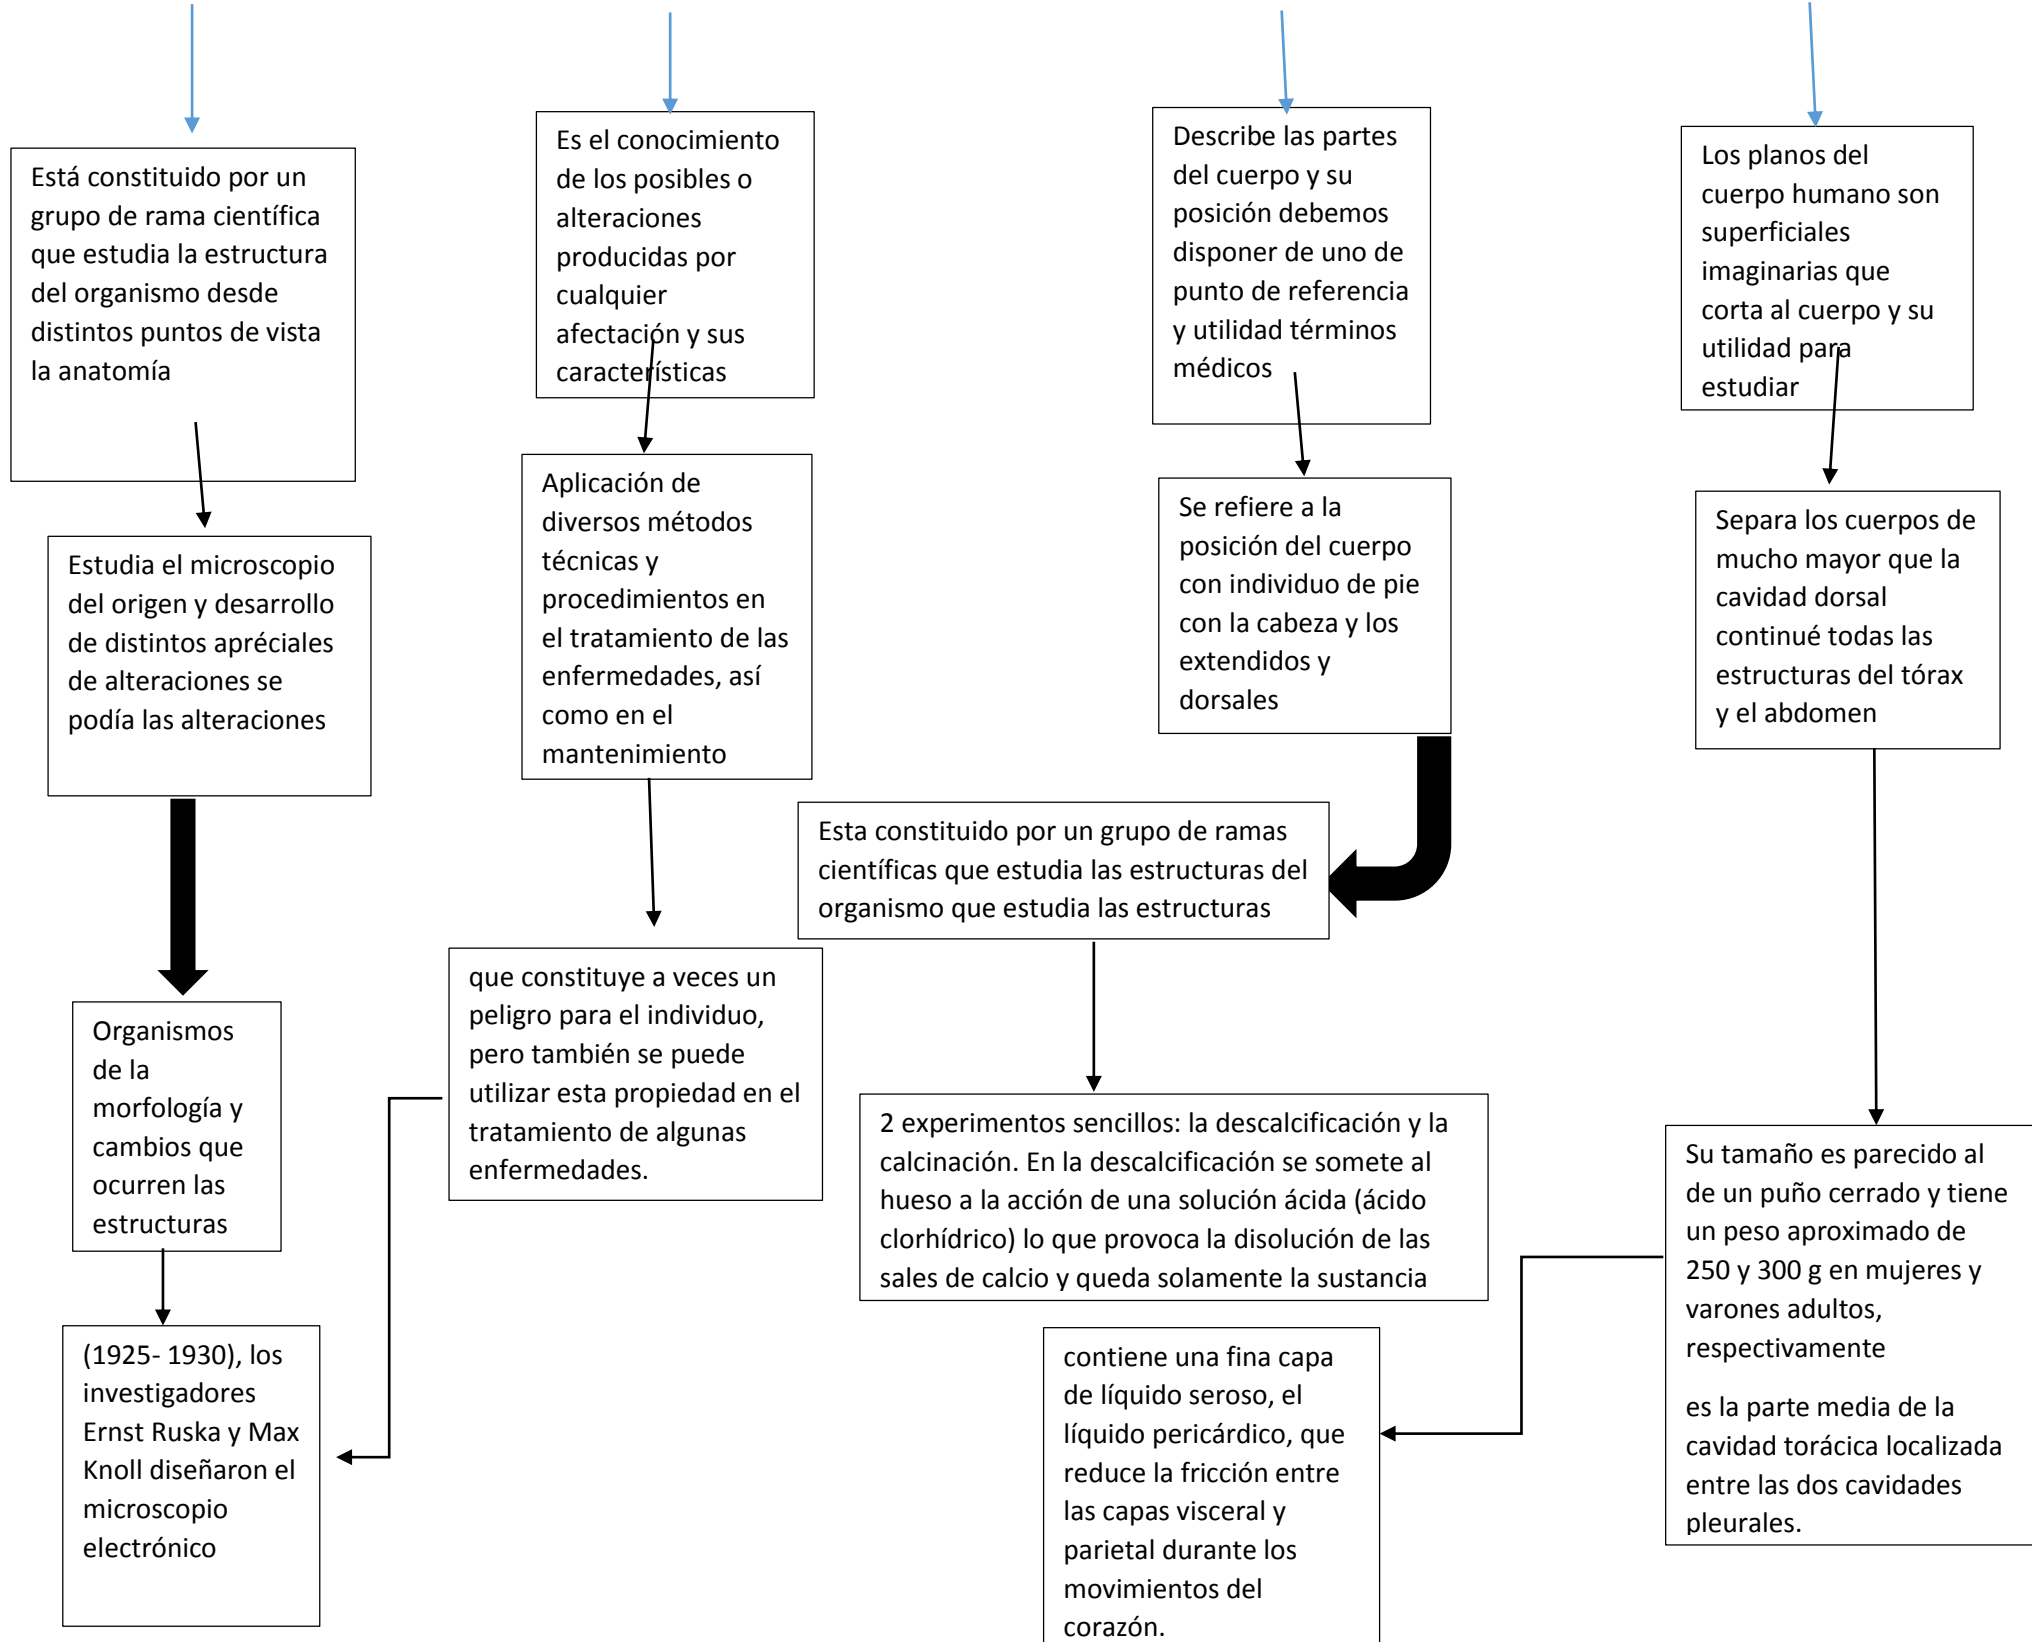 Está constituido por un
grupo de rama científica
que estudia la estructura
del organismo desde
distintos puntos de vista
la anatomía
Estudia el microscopio
del origen y desarrollo
de distintos apréciales
de alteraciones se
podía las alteraciones
Organismos
de la
morfología y
cambios que
ocurren las
estructuras
(1925- 1930), los
investigadores
Ernst Ruska y Max
Knoll diseñaron el
microscopio
electrónico
Es el conocimiento
de los posibles o
alteraciones
producidas por
cualquier
afectación y sus
características
Aplicación de
diversos métodos
técnicas y
procedimientos en
el tratamiento de las
enfermedades, así
como en el
mantenimiento
que constituye a veces un
peligro para el individuo,
pero también se puede
utilizar esta propiedad en el
tratamiento de algunas
enfermedades.
Describe las partes
del cuerpo y su
posición debemos
disponer de uno de
punto de referencia
y utilidad términos
médicos
Se refiere a la
posición del cuerpo
con individuo de pie
con la cabeza y los
extendidos y
dorsales
Esta constituido por un grupo de ramas
científicas que estudia las estructuras del
organismo que estudia las estructuras
2 experimentos sencillos: la descalcificación y la
calcinación. En la descalcificación se somete al
hueso a la acción de una solución ácida (ácido
clorhídrico) lo que provoca la disolución de las
sales de calcio y queda solamente la sustancia
Los planos del
cuerpo humano son
superficiales
imaginarias que
corta al cuerpo y su
utilidad para
estudiar
Separa los cuerpos de
mucho mayor que la
cavidad dorsal
continué todas las
estructuras del tórax
y el abdomen
Su tamaño es parecido al
de un puño cerrado y tiene
un peso aproximado de
250 y 300 g en mujeres y
varones adultos,
respectivamente
es la parte media de la
cavidad torácica localizada
entre las dos cavidades
pleurales.
contiene una fina capa
de líquido seroso, el
líquido pericárdico, que
reduce la fricción entre
las capas visceral y
parietal durante los
movimientos del
corazón.